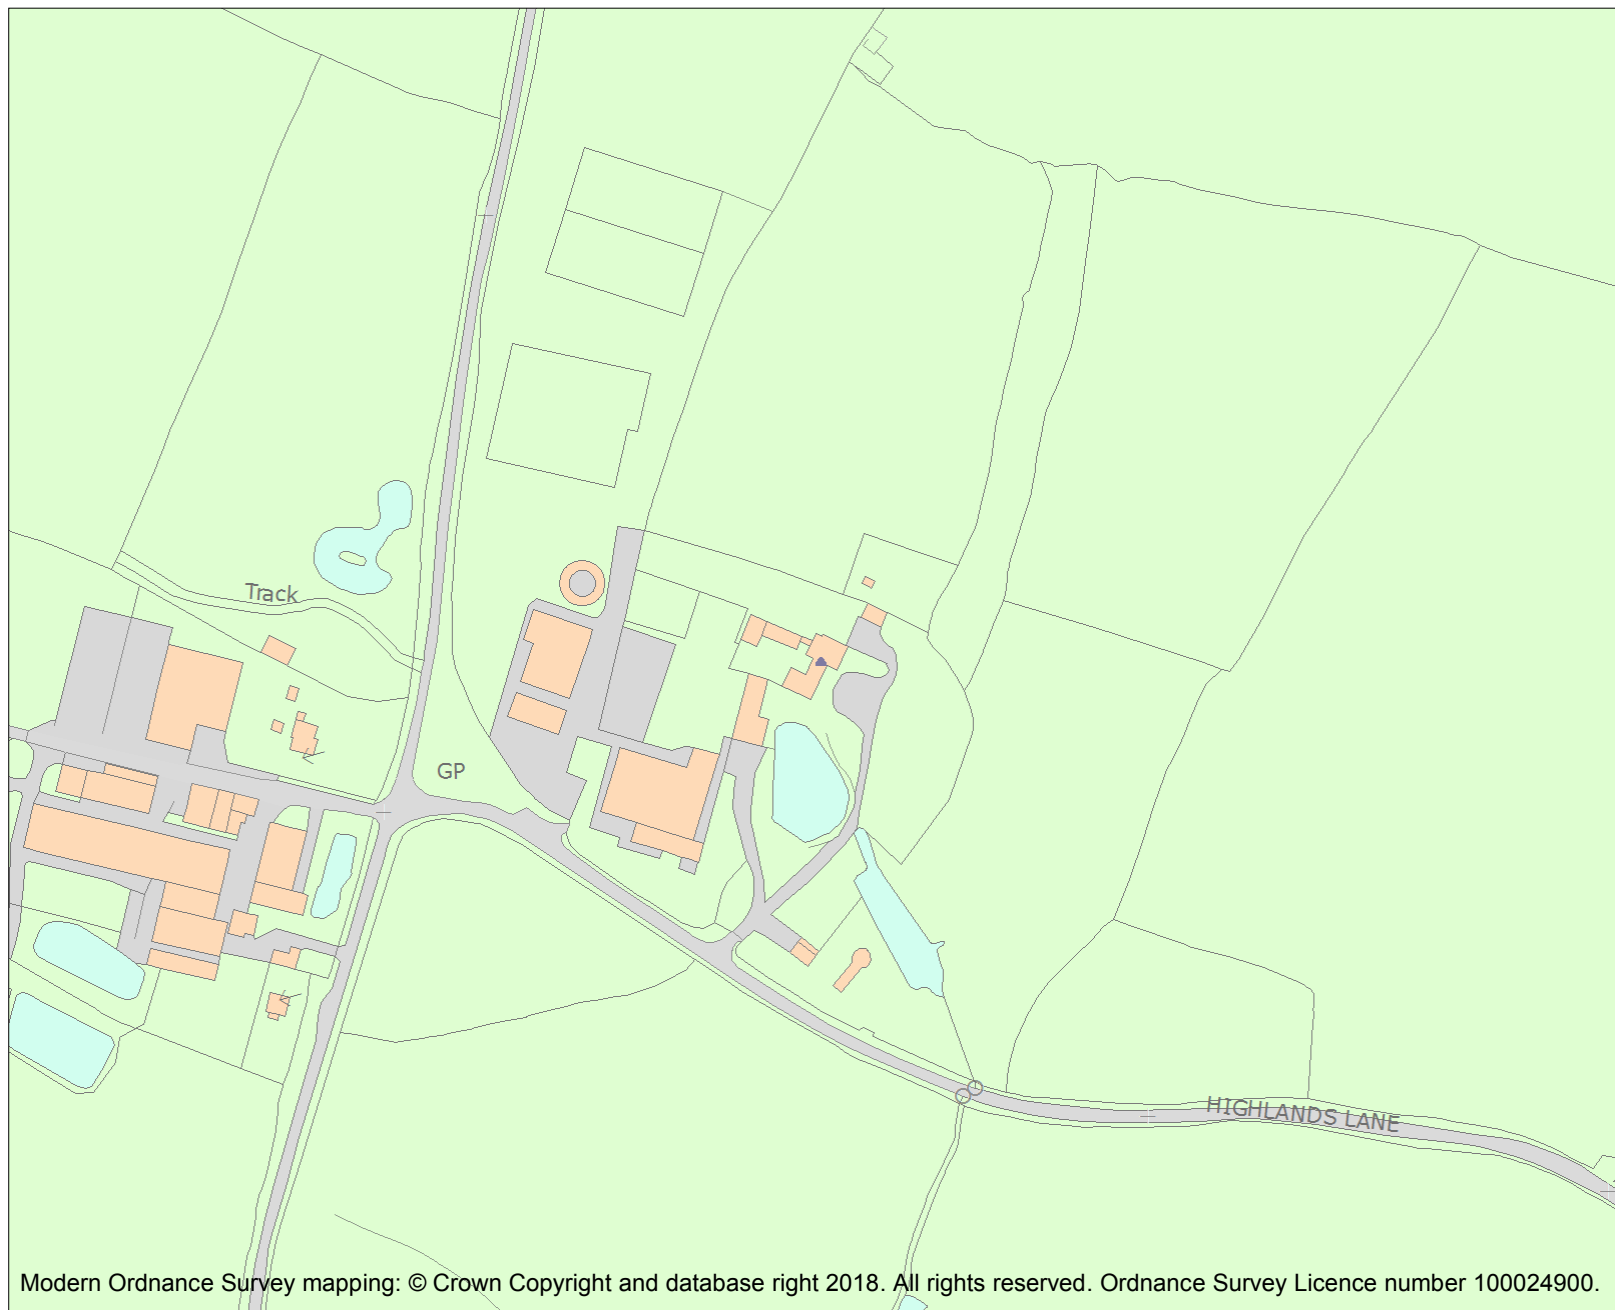 Track
GP
HIGHLANDS LANE
Modern Ordnance Survey mapping: © Crown Copyright and database right 2018. All rights reserved. Ordnance Survey Licence number 100024900.